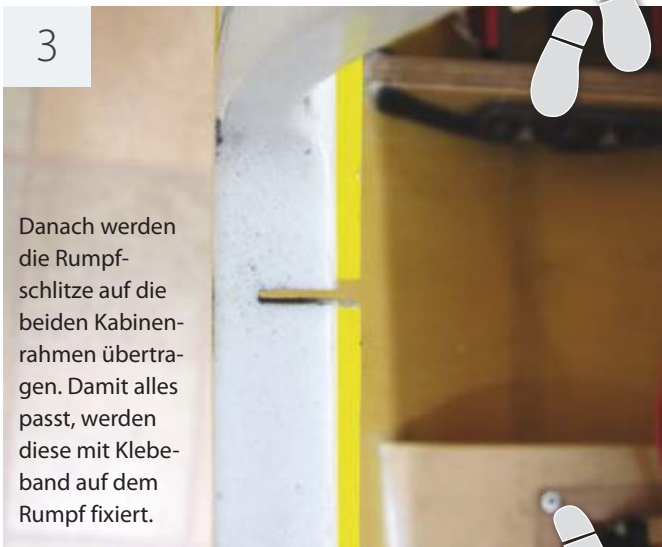 3
Danach werden
die Rumpf-
schlitze auf die
beiden Kabinen-
rahmen übertra-
gen. Damit alles
passt, werden
diese mit Klebe-
band auf dem
Rumpf fixiert.